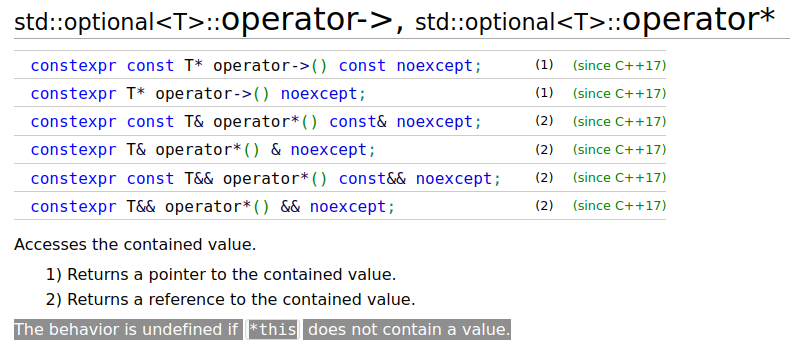 std::optional<T>::operator->, std::optional<T>::operator*
constexpr const T* operator->() const noexcept; (1) (since C++17)
constexpr T* operator->() noexcept; (1) (since C++17)
constexpr const T& operator*() const& noexcept; (2) (since C++17)
constexpr T& operator*() & noexcept; (2) (since C++17)
constexpr const T&& operator*() const&& noexcept; (2) (since C++17)
constexpr T&& operator*() && noexcept; (2) (since C++17)
Accesses the contained value.
1) Returns a pointer to the contained value.
2) Returns a reference to the contained value.
The behavior is undefined if *this does not contain a value.